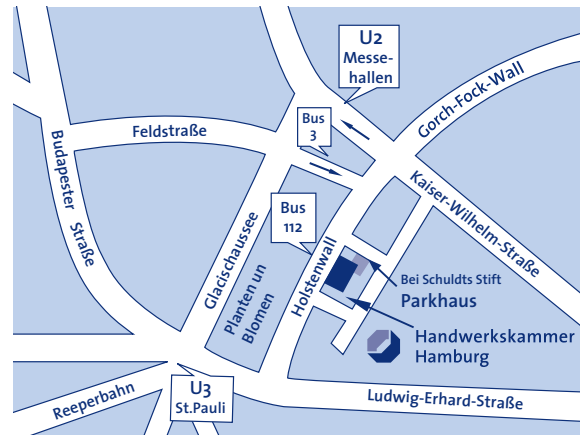 U2
Messe-
hallen
Gorch-Fock-Wall
Bus
3
Feldstraße
Budapester Straße
Kaiser-Wilhelm-Straße
Bus
112
Glacischaussee
Planten un
Blomen
Holstenwall
Bei Schuldts Stift
Parkhaus
Handwerkskammer
Hamburg
U3
St.Pauli
Reeperbahn
Ludwig-Erhard-Straße